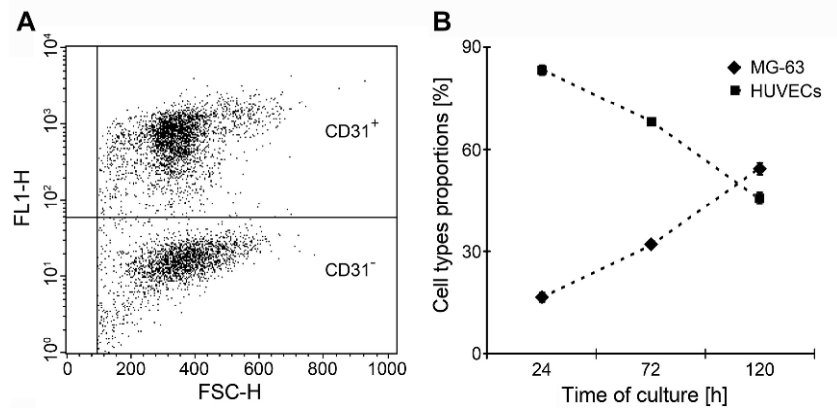 A
FL1-H
10⁴
10³
10²
10¹
10⁰
CD31⁺
CD31⁻
0 200 400 600 800 1000
FSC-H
B
Cell types proportions [%]
90
60
30
0
MG-63
HUVECs
24 72 120
Time of culture [h]